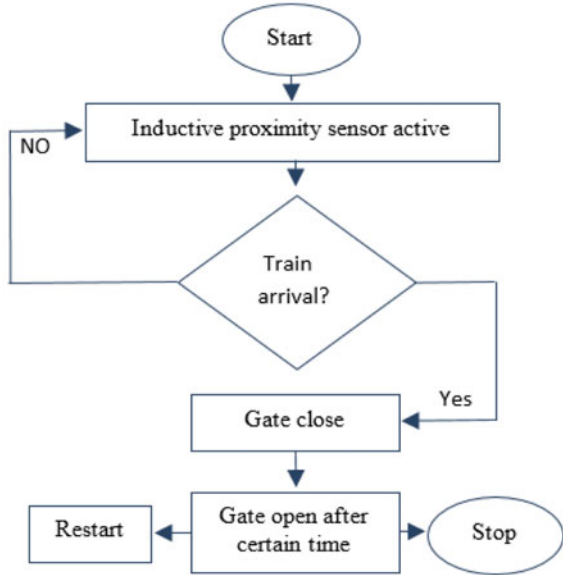 Start
Inductive proximity sensor active
NO
Train
arrival?
Yes
Gate close
Restart
Gate open after
certain time
Stop